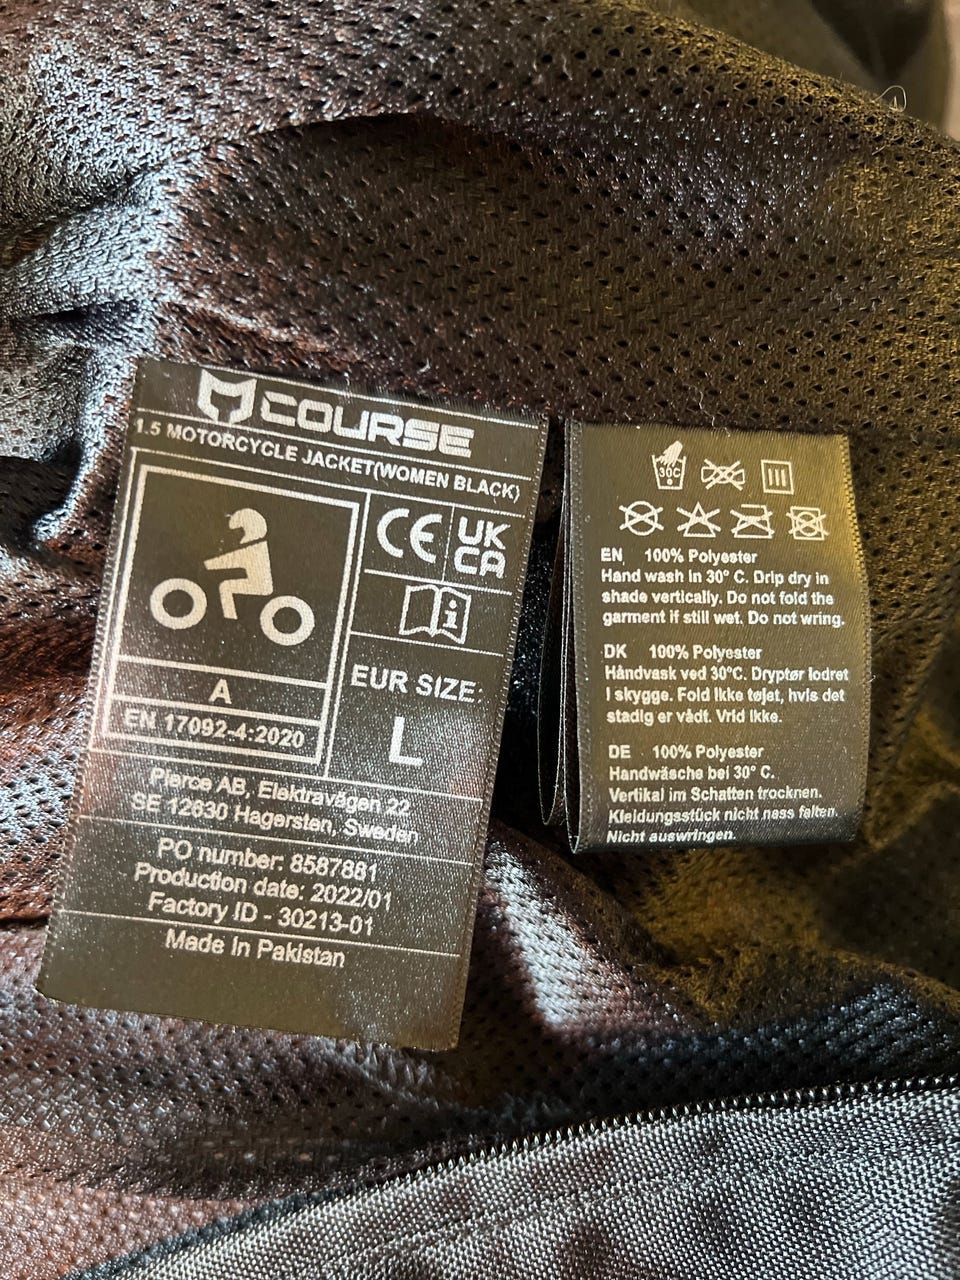 COURSE
1.5 MOTORCYCLE JACKET(WOMEN BLACK)
CE UK CA
i
EUR SIZE:
L
A
EN 17092-4:2020
Pierce AB, Elektravägen 22
SE 12630 Hagersten, Sweden
PO number: 8587881
Production date: 2022/01
Factory ID - 30213-01
Made In Pakistan
30C
EN 100% Polyester
Hand wash in 30° C. Drip dry in
shade vertically. Do not fold the
garment if still wet. Do not wring.
DK 100% Polyester
Håndvask ved 30°C. Dryptør lodret
I skygge. Fold Ikke tøjet, hvis det
stadig er vådt. Vrid Ikke.
DE 100% Polyester
Handwäsche bei 30° C.
Vertikal im Schatten trocknen.
Kleidungsstück nicht nass falten.
Nicht auswringen.